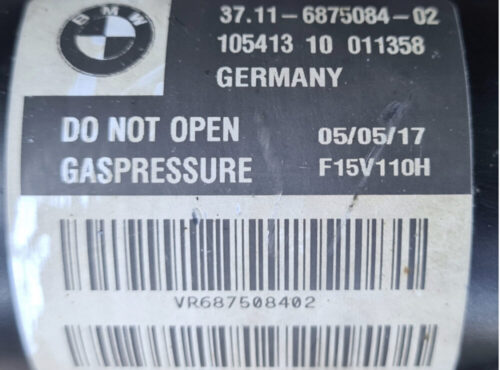 BMW
37.11-6875084-02
105413 10 011358
GERMANY
DO NOT OPEN
05/05/17
GASPRESSURE
F15V110H
VR687508402